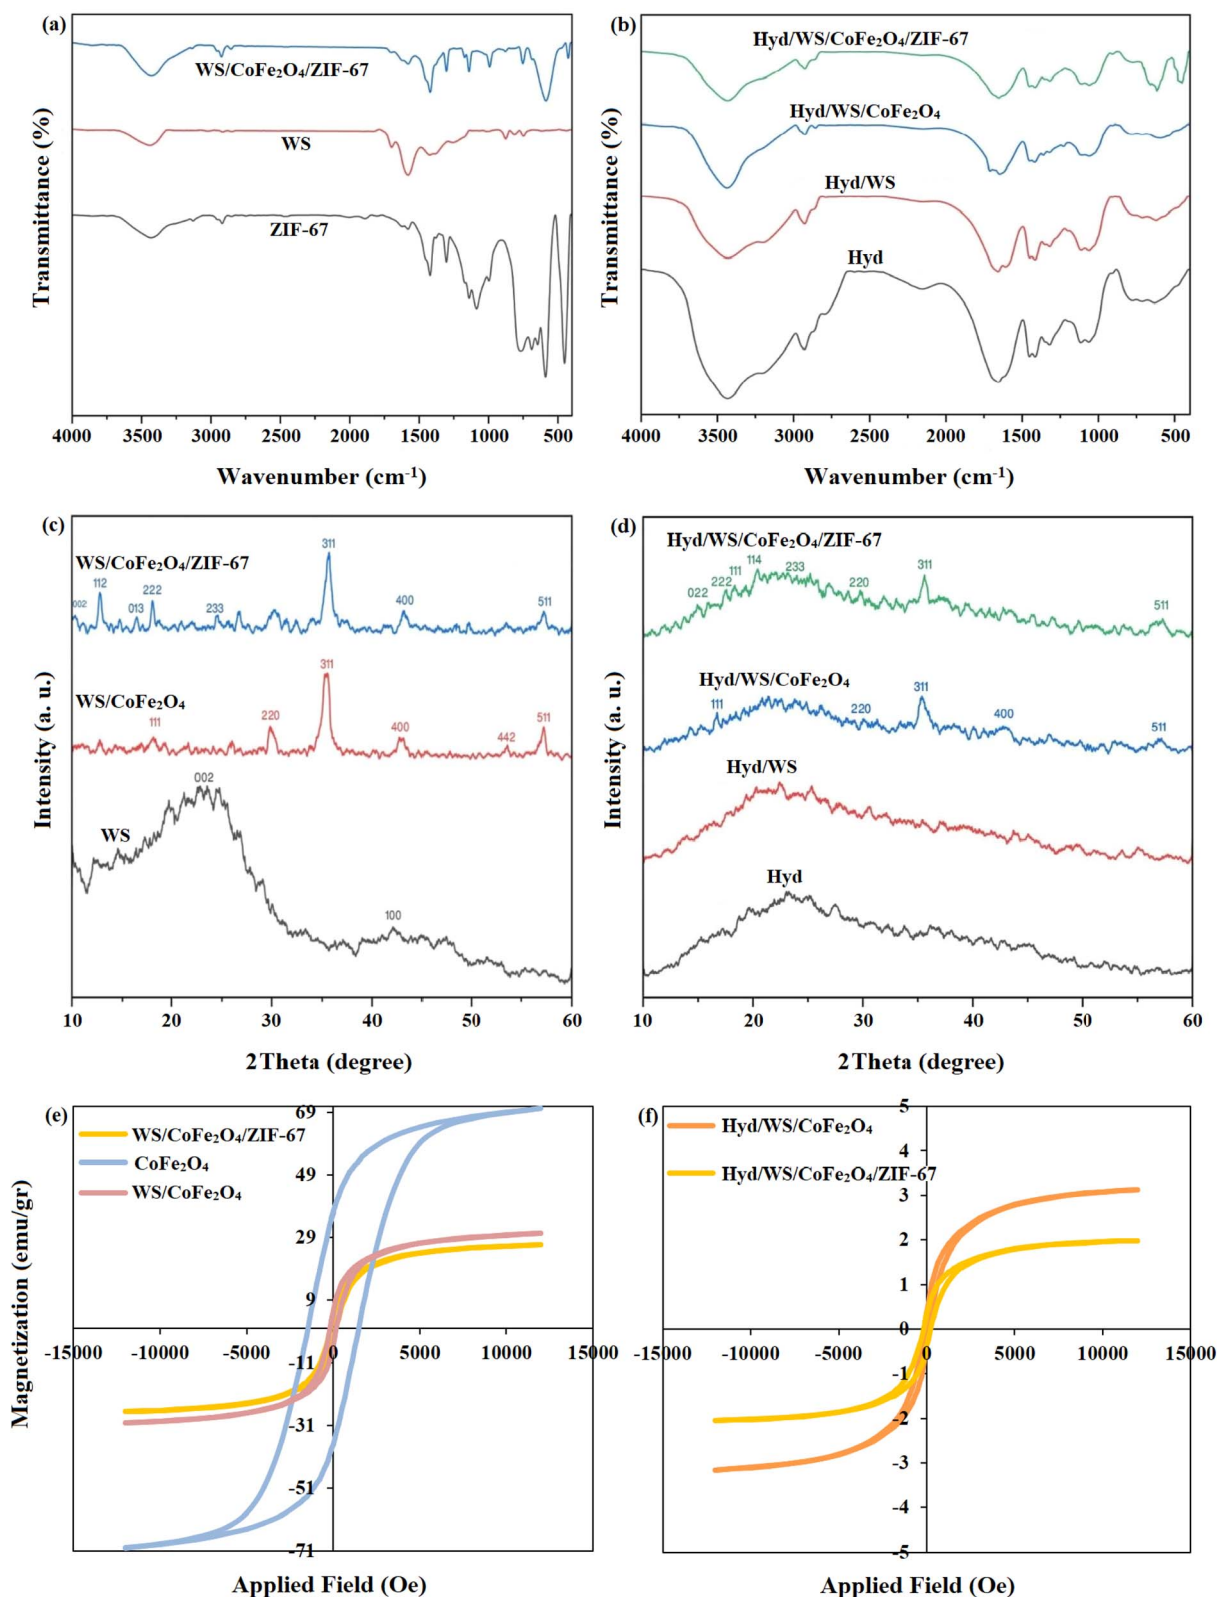 (a)
WS/CoFe₂O₄/ZIF-67
WS
ZIF-67
Transmittance (%)
4000 3500 3000 2500 2000 1500 1000 500
Wavenumber (cm⁻¹)
(b)
Hyd/WS/CoFe₂O₄/ZIF-67
Hyd/WS/CoFe₂O₄
Hyd/WS
Hyd
Transmittance (%)
4000 3500 3000 2500 2000 1500 1000 500
Wavenumber (cm⁻¹)
(c)
WS/CoFe₂O₄/ZIF-67
002 112 013 222 233 311 400 511
WS/CoFe₂O₄
111 220 311 400 442 511
WS
002 100
Intensity (a. u.)
10 20 30 40 50 60
2Theta (degree)
(d)
Hyd/WS/CoFe₂O₄/ZIF-67
022 222 111 114 233 220 311 511
Hyd/WS/CoFe₂O₄
111 220 311 400 511
Hyd/WS
Hyd
Intensity (a. u.)
10 20 30 40 50 60
2Theta (degree)
(e)
WS/CoFe₂O₄/ZIF-67
CoFe₂O₄
WS/CoFe₂O₄
Magnetization (emu/gr)
69
49
29
9
-11
-31
-51
-71
-15000 -10000 -5000 0 5000 10000 15000
Applied Field (Oe)
(f)
Hyd/WS/CoFe₂O₄
Hyd/WS/CoFe₂O₄/ZIF-67
5
4
3
2
1
0
-1
-2
-3
-4
-5
-15000 -10000 -5000 0 5000 10000 15000
Applied Field (Oe)